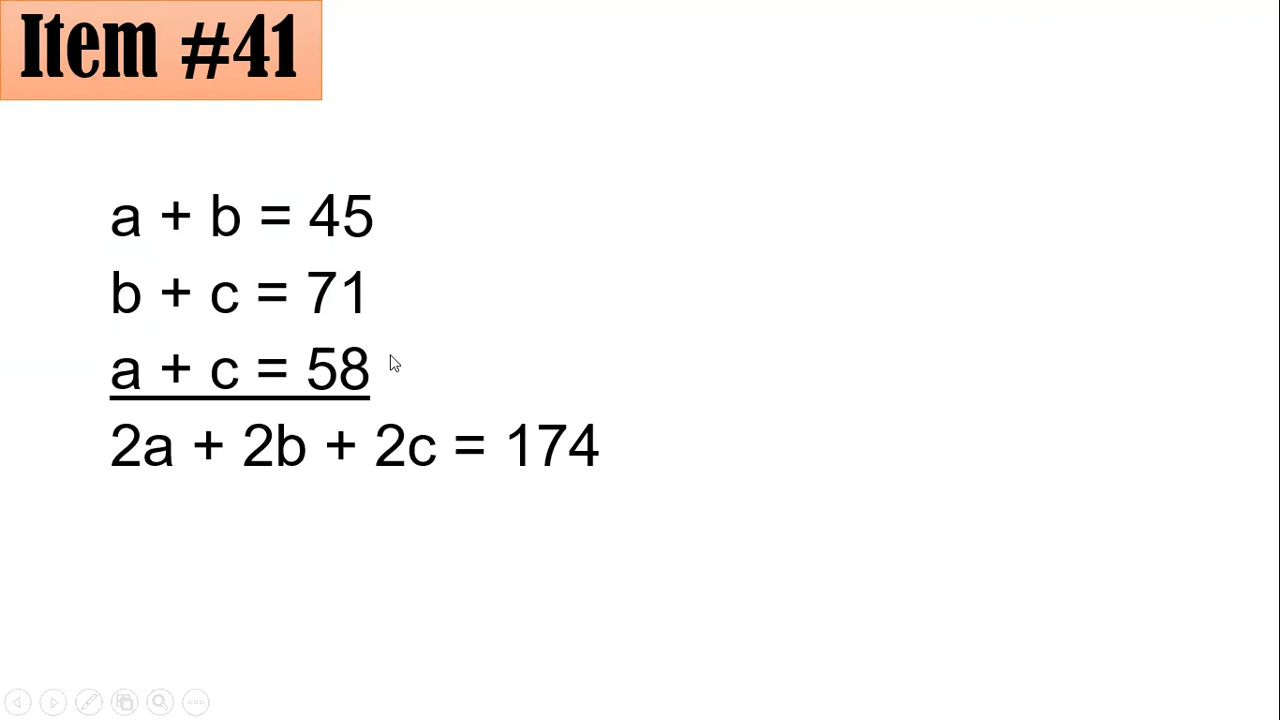 Item #41
a + b = 45
b + c = 71
a + c = 58
2a + 2b + 2c = 174